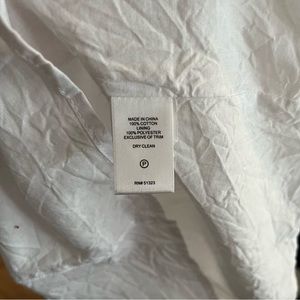 MADE IN CHINA
100% COTTON
LINING
100% POLYESTER
EXCLUSIVE OF TRIM
DRY CLEAN
P
RN# 51323